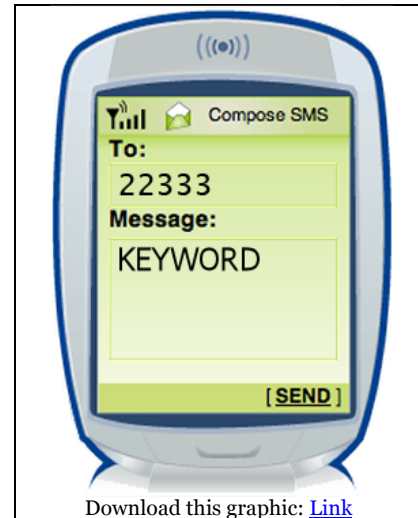 Compose SMS
To:
22333
Message:
KEYWORD
[ SEND ]
Download this graphic: Link